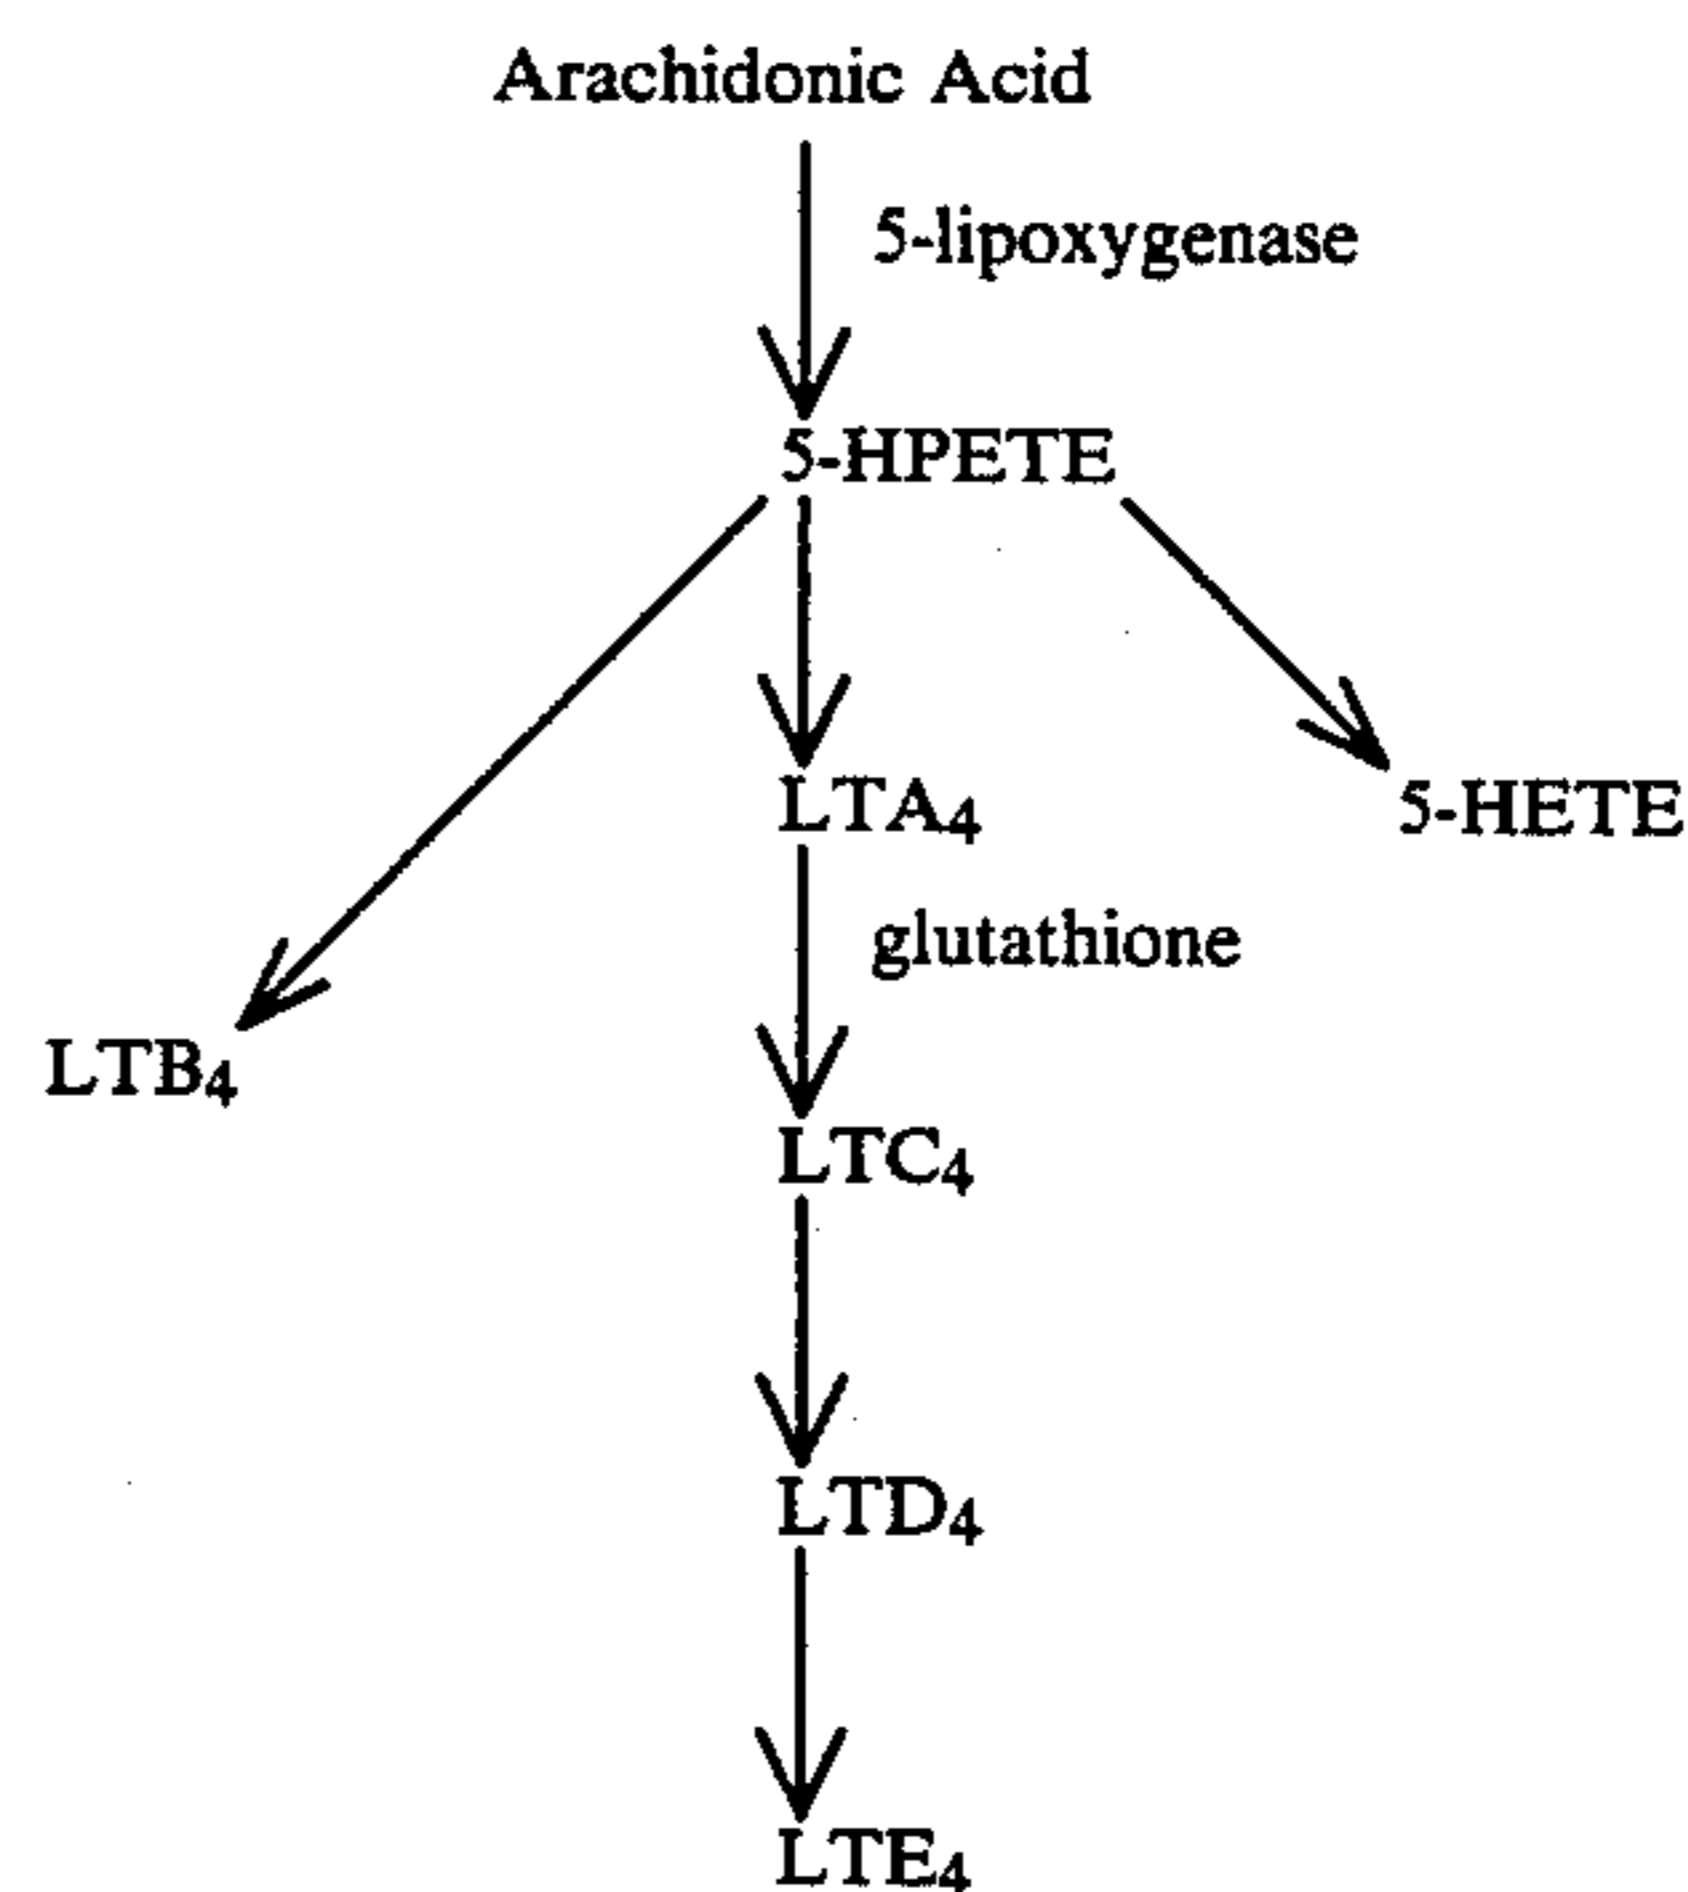 Arachidonic Acid
5-lipoxygenase
5-HPETE
LTA4
5-HETE
glutathione
LTB4
LTC4
LTD4
LTE4